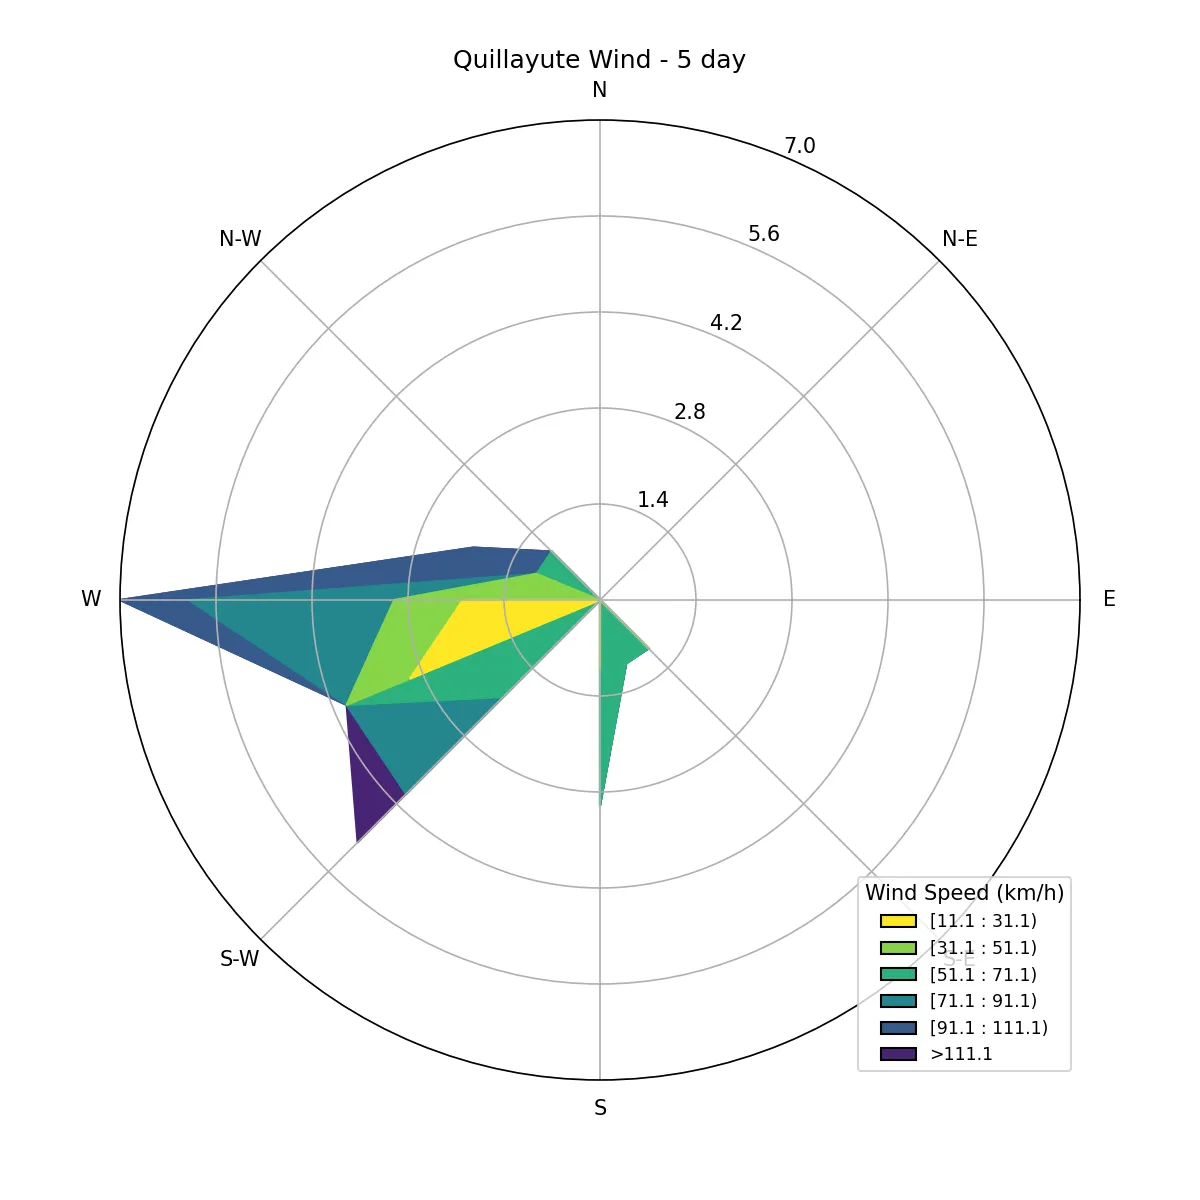 Quillayute Wind - 5 day
N
7.0
N-W
5.6
N-E
4.2
2.8
1.4
W
E
Wind Speed (km/h)
[11.1 : 31.1)
[31.1 : 51.1)
S-W
S-E
[51.1 : 71.1)
[71.1 : 91.1)
[91.1 : 111.1)
>111.1
S